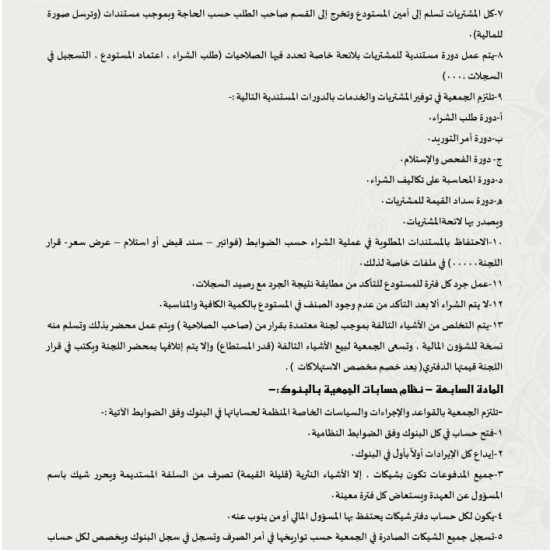 ٧-كل المشتريات تسلم إلى أمين المستودع وتخرج إلى القسم صاحب الطلب حسب الحاجة وبموجب مستندات (وترسل صورة
للمالية).
٨-يتم عمل دورة مستندية للمشتريات بلائحة خاصة تحدد فيها الصلاحيات (طلب الشراء ، اعتماد المستودع ، التسجيل في
السجلات ،٠٠٠)
٩-تلتزم الجمعية في توفير المشتريات والخدمات بالدورات المستندية التالية :-
أ-دورة طلب الشراء.
ب-دورة أمر التوريد.
ج- دورة الفحص والإستلام.
د-دورة المحاسبة على تكاليف الشراء.
هـ-دورة سداد القيمة للمشتريات.
ويصدر بها لائحة المشتريات.
١٠-الاحتفاظ بالمستندات المطلوبة في عملية الشراء حسب الضوابط (فواتير – سند قبض أو استلام – عرض سعر- قرار
اللجنة٠٠٠٠٠) في ملفات خاصة لذلك.
١١-عمل جرد كل فترة للمستودع للتأكد من مطابقة نتيجة الجرد مع رصيد السجلات.
١٢-لا يتم الشراء ألا بعد التأكد من عدم وجود الصنف في المستودع بالكمية الكافية والمناسبة.
١٣-يتم التخلص من الأشياء التالفة بموجب لجنة معتمدة بقرار من (صاحب الصلاحية ) ويتم عمل محضر بذلك وتسلم منه
نسخة للشؤون المالية ، وتسعى الجمعية لبيع الأشياء التالفة (قدر المستطاع) وإلا يتم إتلافها بمحضر اللجنة ويكتب في قرار
اللجنة قيمتها الدفتري( بعد خصم مخصص الاستهلاكات ) .
المادة السابعة – نظام حسابات الجمعية بالبنوك :-
-تلتزم الجمعية بالقواعد والإجراءات والسياسات الخاصة المنظمة لحساباتها في البنوك وفق الضوابط الآتية :-
١-فتح حساب في كل البنوك وفق الضوابط النظامية.
٢-إيداع كل الإيرادات أولاً بأول في البنوك.
٣-جميع المدفوعات تكون بشيكات ، إلا الأشياء النثرية (قليلة القيمة) تصرف من السلفة المستديمة ويحرر شيك باسم
المسؤول عن العهدة ويستعاض كل فترة معينة.
٤-يكون لكل حساب دفتر شيكات يحتفظ بها المسؤول المالي أو من ينوب عنه.
٥-تسجل جميع الشيكات الصادرة في الجمعية حسب تواريخها في أمر الصرف وتسجل في سجل البنوك ويخصص لكل حساب